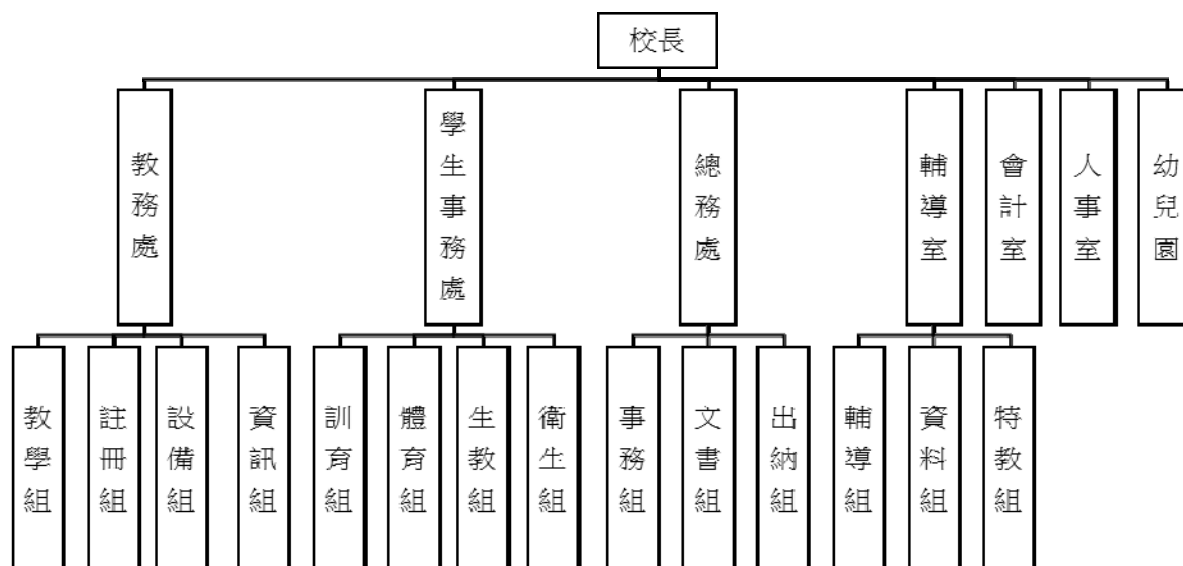 校長
教務處
學生事務處
總務處
輔導室
會計室
人事室
幼兒園
教學組
註冊組
設備組
資訊組
訓育組
體育組
生教組
衛生組
事務組
文書組
出納組
輔導組
資料組
特教組